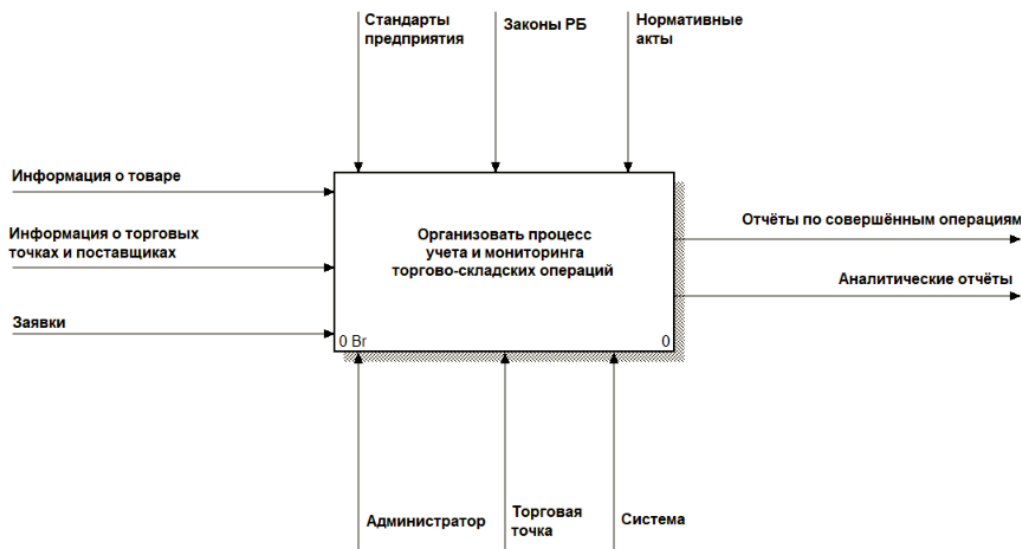 Стандарты
предприятия
Законы РБ
Нормативные
акты
Информация о товаре
Информация о торговых
точках и поставщиках
Заявки
Организовать процесс
учета и мониторинга
торгово-складских операций
0 Br
0
Отчёты по совершённым операциям
Аналитические отчёты
Администратор
Торговая
точка
Система